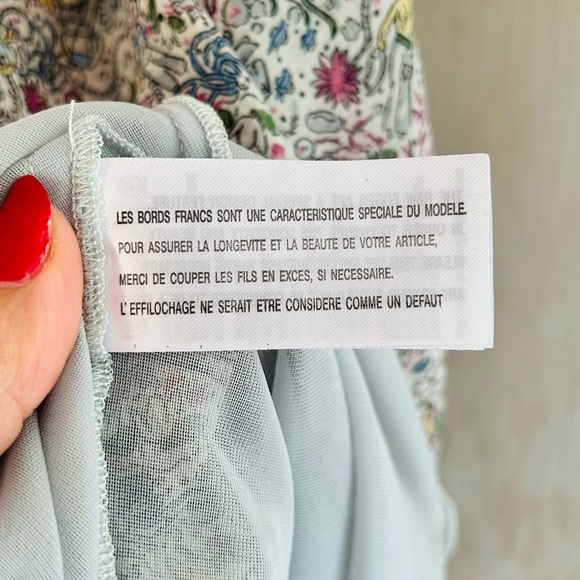 LES BORDS FRANCS SONT UNE CARACTERISTIQUE SPECIALE DU MODELE.
POUR ASSURER LA LONGEVITE ET LA BEAUTE DE VOTRE ARTICLE,
MERCI DE COUPER LES FILS EN EXCES, SI NECESSAIRE.
L'EFFILOCHAGE NE SERAIT ETRE CONSIDERE COMME UN DEFAUT